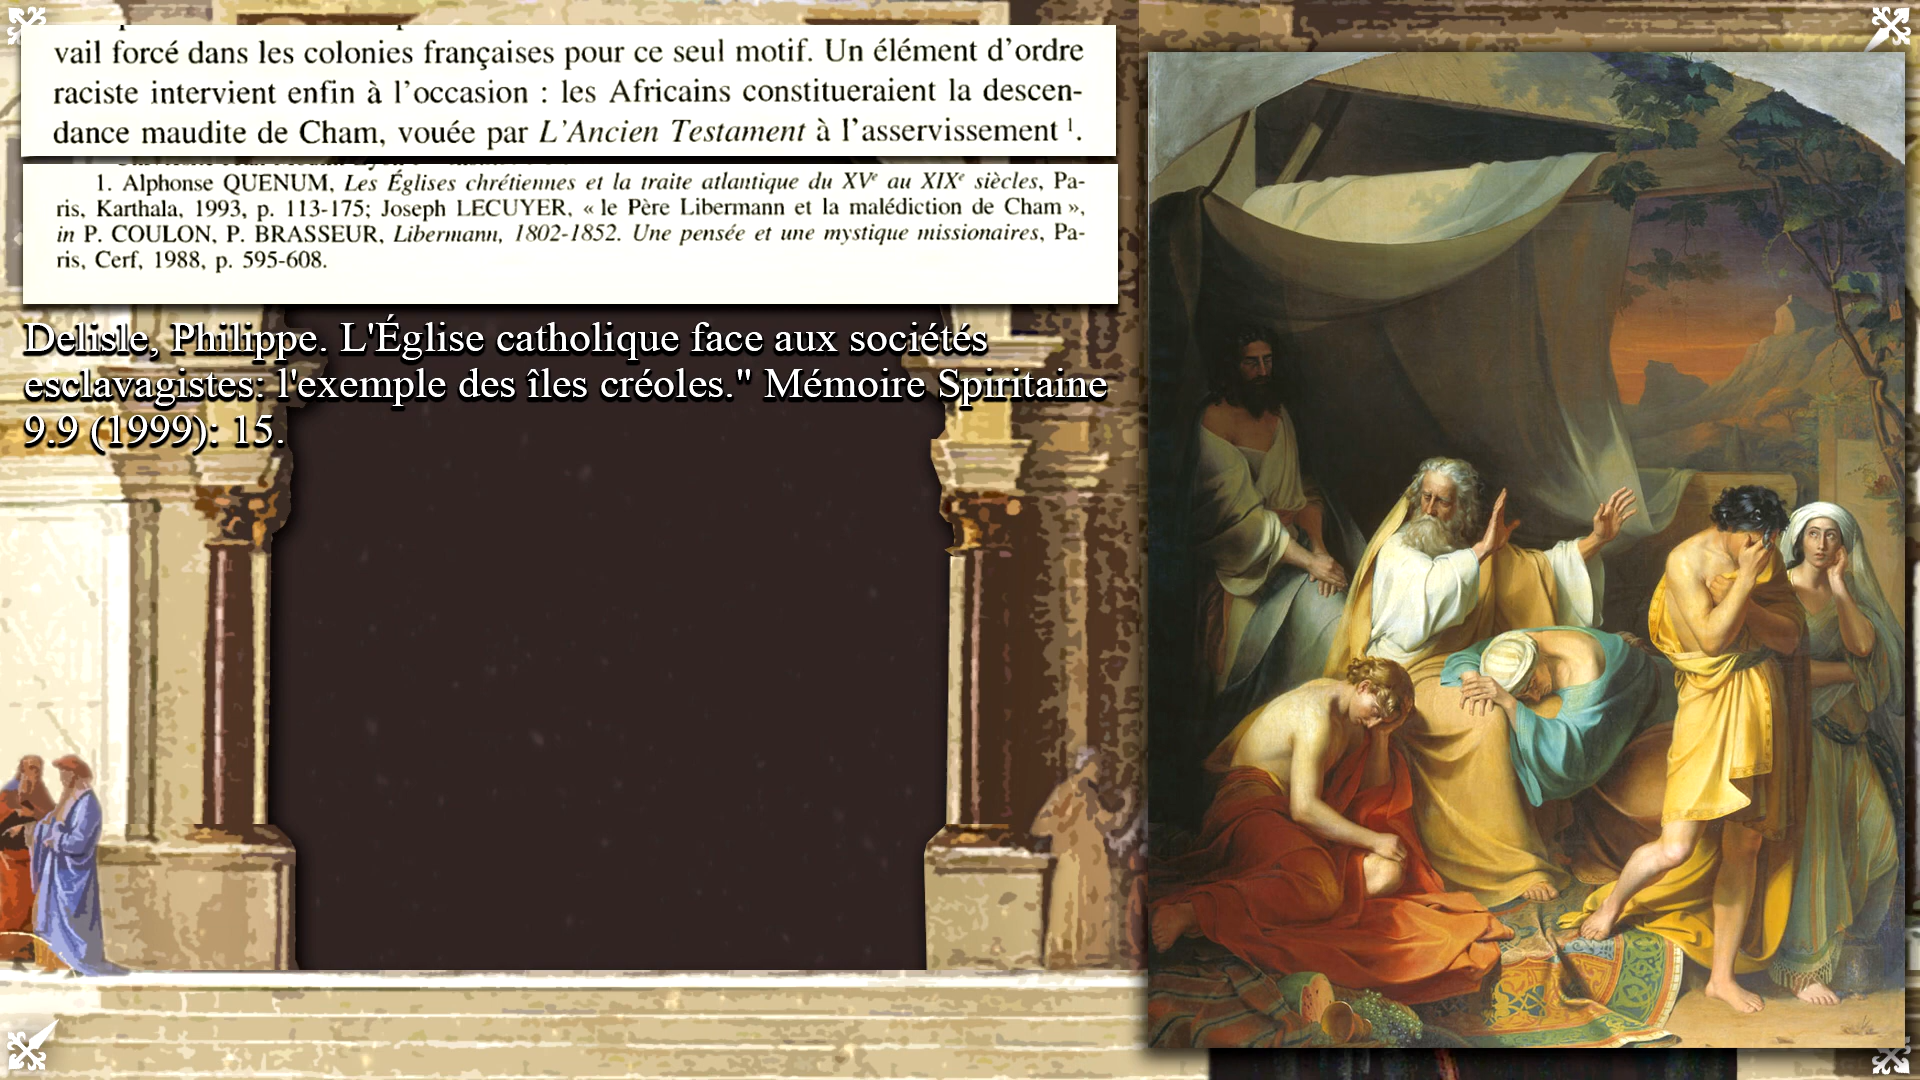 vail forcé dans les colonies françaises pour ce seul motif. Un élément d'ordre
raciste intervient enfin à l'occasion : les Africains constitueraient la descen-
dance maudite de Cham, vouée par L'Ancien Testament à l'asservissement ¹.
1. Alphonse QUENUM, Les Églises chrétiennes et la traite atlantique du XVᵉ au XIXᵉ siècles, Pa-
ris, Karthala, 1993, p. 113-175; Joseph LECUYER, « le Père Libermann et la malédiction de Cham »,
in P. COULON, P. BRASSEUR, Libermann, 1802-1852. Une pensée et une mystique missionaires, Pa-
ris, Cerf, 1988, p. 595-608.
Delisle, Philippe. L'Église catholique face aux sociétés
esclavagistes: l'exemple des îles créoles." Mémoire Spiritaine
9.9 (1999): 15.